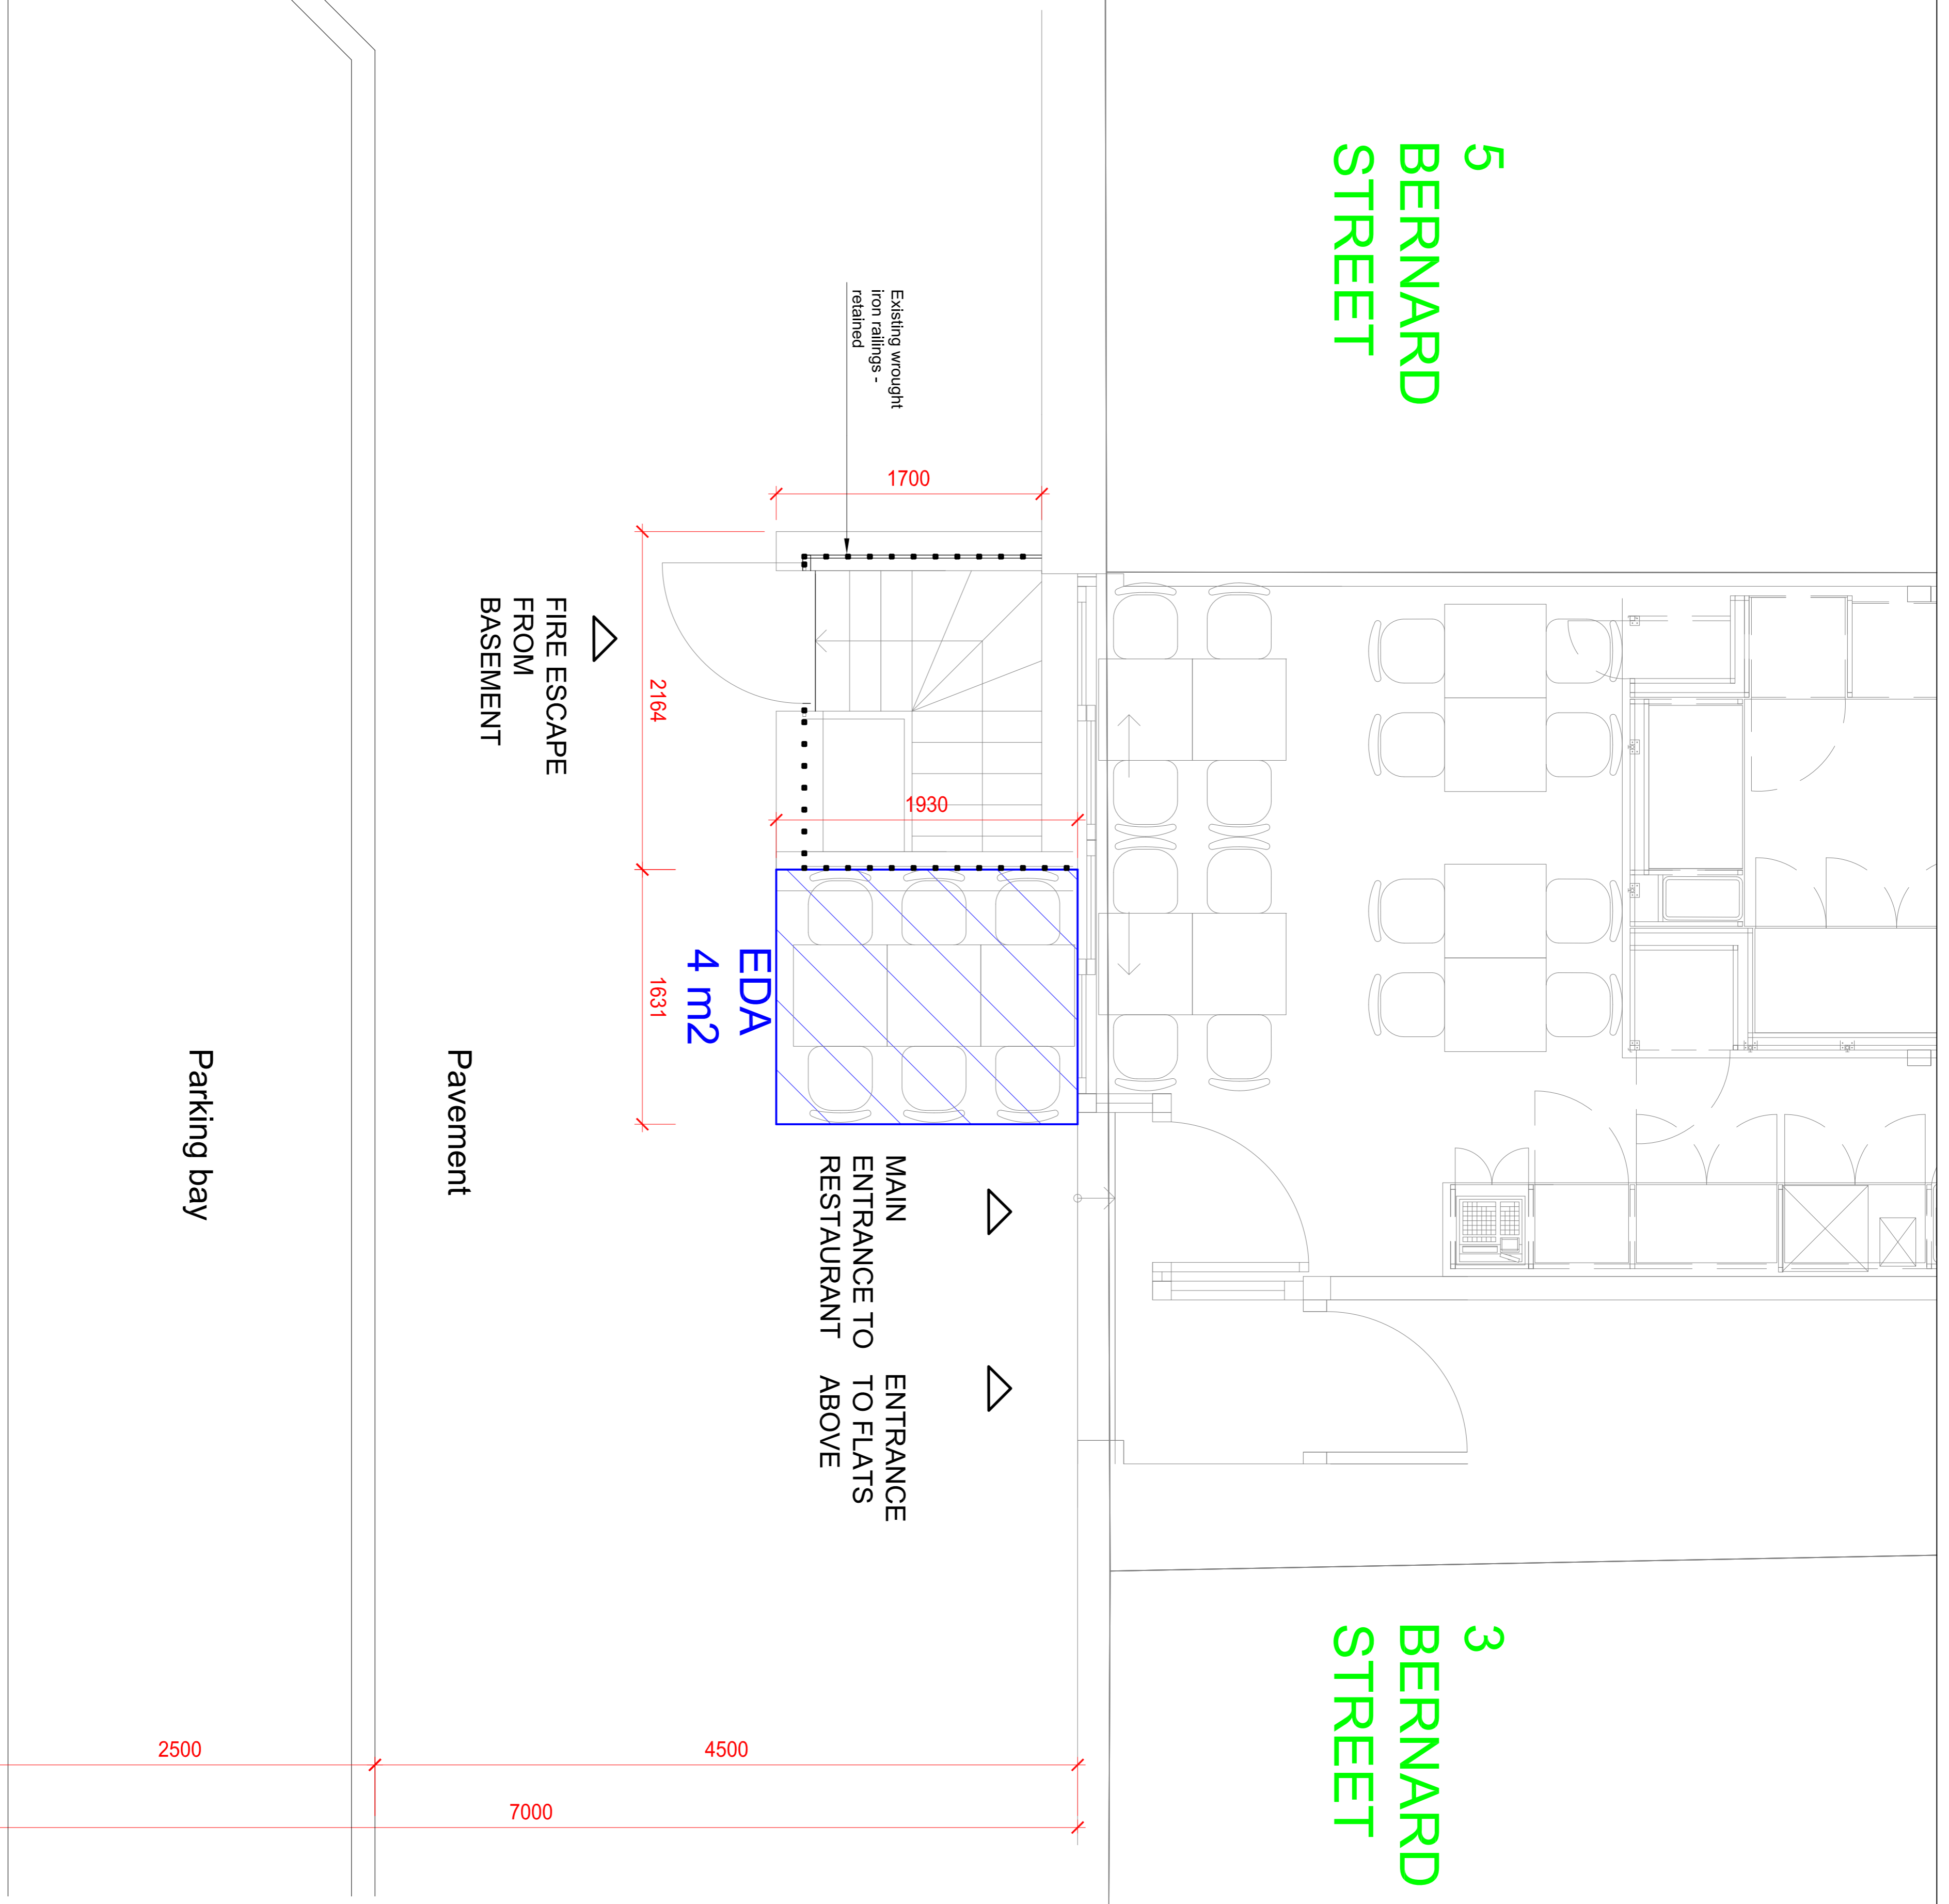 5
BERNARD
STREET
3
BERNARD
STREET
Existing wrought
iron railings -
retained
1700
1930
2164
1631
EDA
4 m2
FIRE ESCAPE
FROM
BASEMENT
MAIN
ENTRANCE TO
RESTAURANT
ENTRANCE
TO FLATS
ABOVE
Pavement
Parking bay
2500
4500
7000